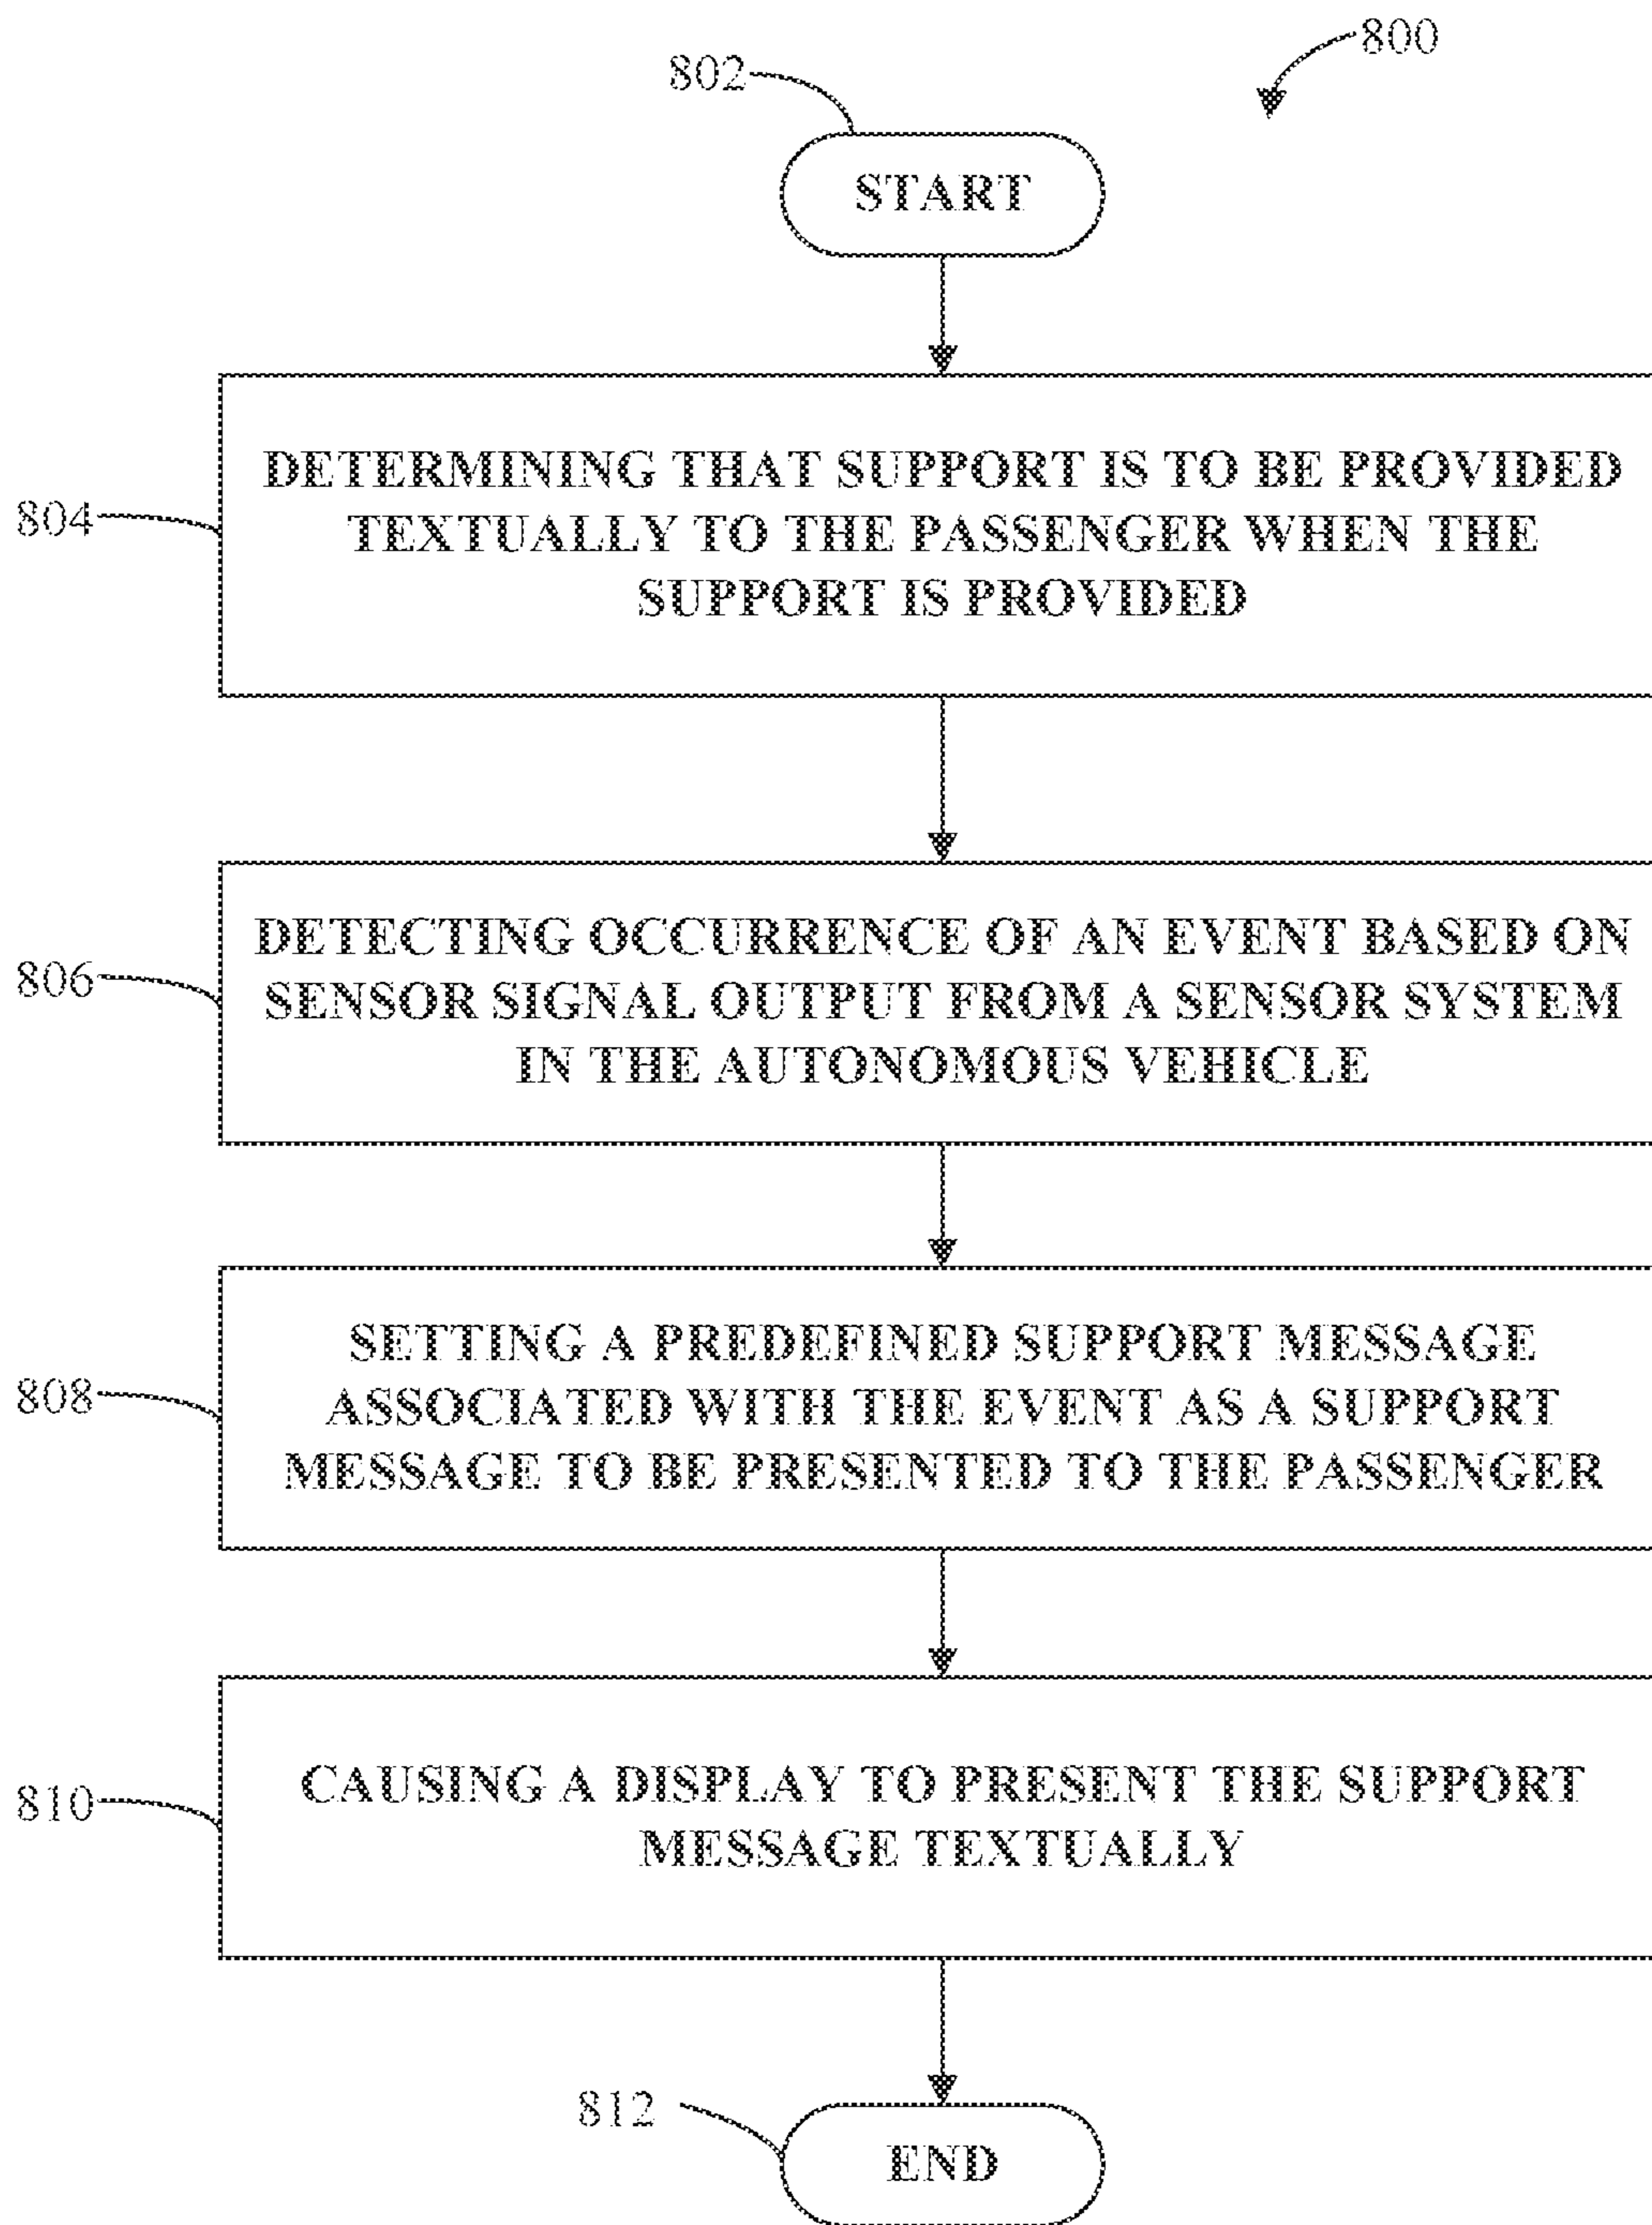 800
802
START
804
DETERMINING THAT SUPPORT IS TO BE PROVIDED
TEXTUALLY TO THE PASSENGER WHEN THE
SUPPORT IS PROVIDED
806
DETECTING OCCURRENCE OF AN EVENT BASED ON
SENSOR SIGNAL OUTPUT FROM A SENSOR SYSTEM
IN THE AUTONOMOUS VEHICLE
808
SETTING A PREDEFINED SUPPORT MESSAGE
ASSOCIATED WITH THE EVENT AS A SUPPORT
MESSAGE TO BE PRESENTED TO THE PASSENGER
810
CAUSING A DISPLAY TO PRESENT THE SUPPORT
MESSAGE TEXTUALLY
812
END